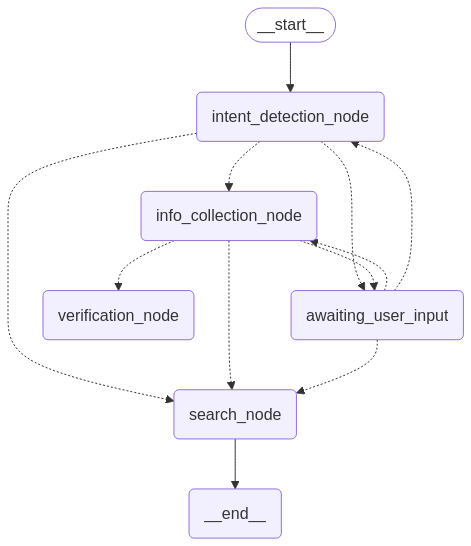 __start__
intent_detection_node
info_collection_node
verification_node
awaiting_user_input
search_node
__end__